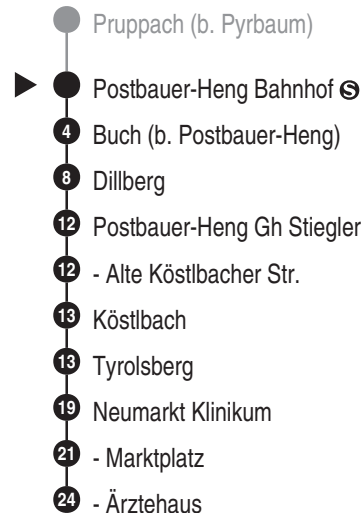 Pruppach (b. Pyrbaum)
Postbauer-Heng Bahnhof S
4 Buch (b. Postbauer-Heng)
8 Dillberg
12 Postbauer-Heng Gh Stiegler
12 - Alte Köstlbacher Str.
13 Köstlbach
13 Tyrolsberg
19 Neumarkt Klinikum
21 - Marktplatz
24 - Ärztehaus